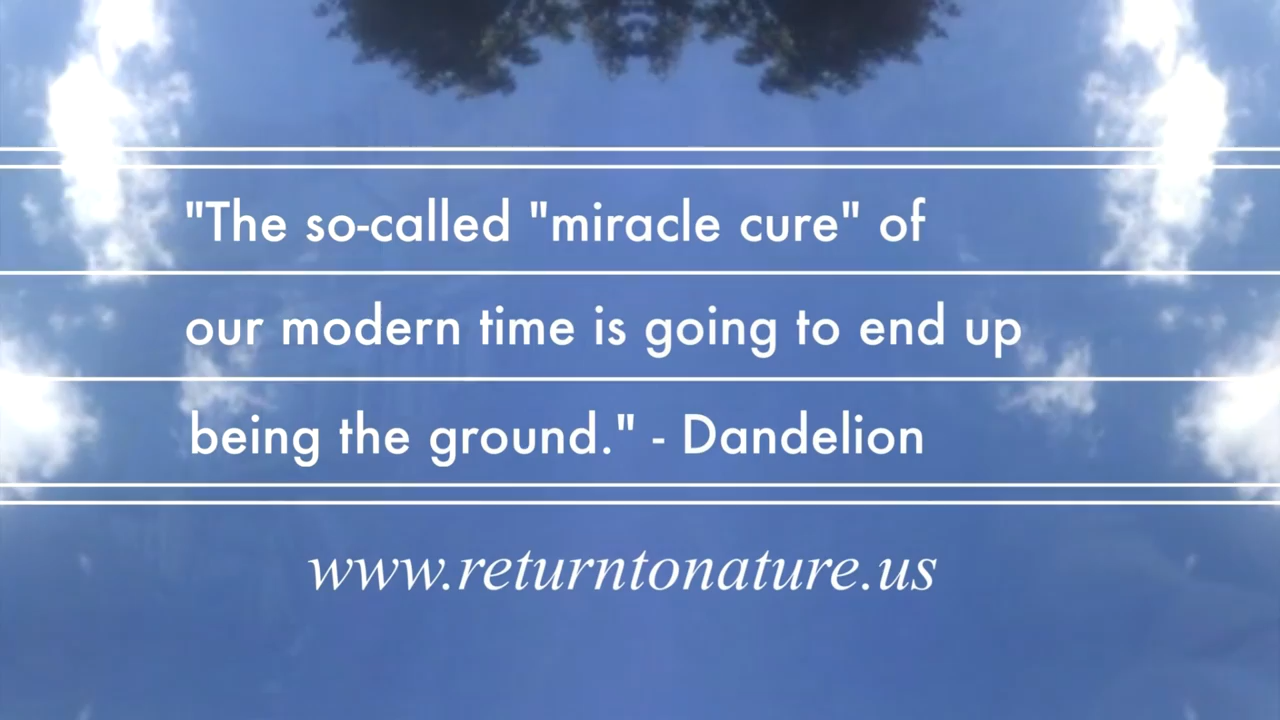 "The so-called "miracle cure" of
our modern time is going to end up
being the ground." - Dandelion
www.returntonature.us